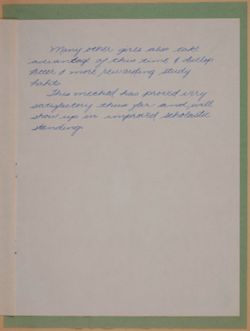 Many other girls also take
advantage of this time & develop
better & more rewarding study
habits.
This method has proved very
satisfactory thus far and will
show up in improved scholastic
standing.